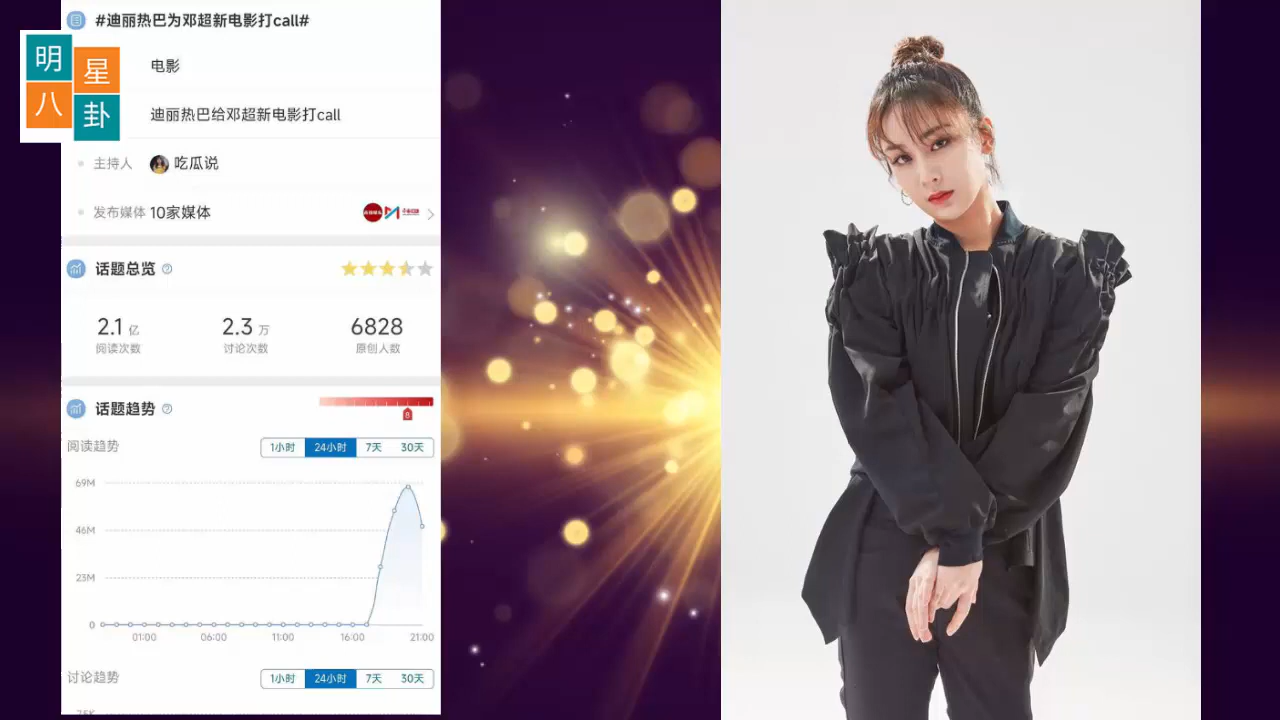 #迪丽热巴为邓超新电影打call#
明星
八卦
电影
迪丽热巴给邓超新电影打call
主持人 吃瓜说
发布媒体 10家媒体
话题总览
2.1亿 2.3万 6828
阅读次数 讨论次数 原创人数
话题趋势
8
阅读趋势 1小时 24小时 7天 30天
69M
46M
23M
0
01:00 06:00 11:00 16:00 21:00
讨论趋势 1小时 24小时 7天 30天